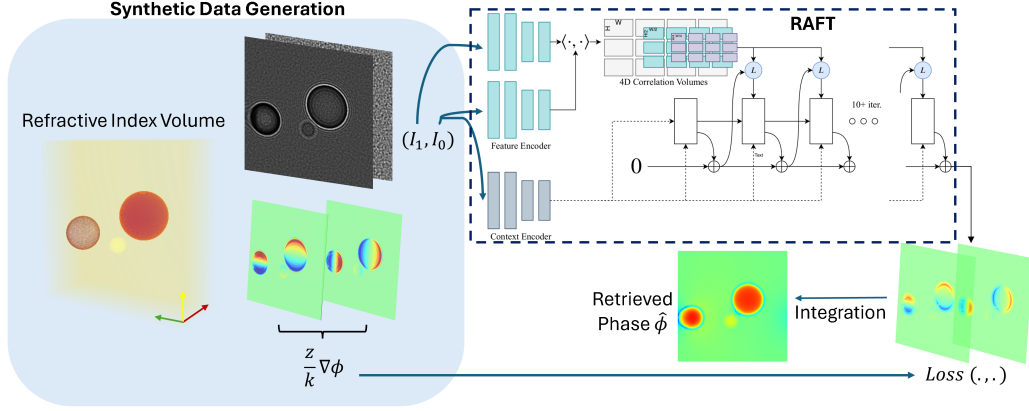 Synthetic Data Generation
Refractive Index Volume
(I₁, I₀)
z/k ∇ϕ
RAFT
⟨·,·⟩
H W
4D Correlation Volumes
L L L
Feature Encoder
10+ iter.
0
Text
Context Encoder
Retrieved
Phase ϕ̂
Integration
Loss (.,.)